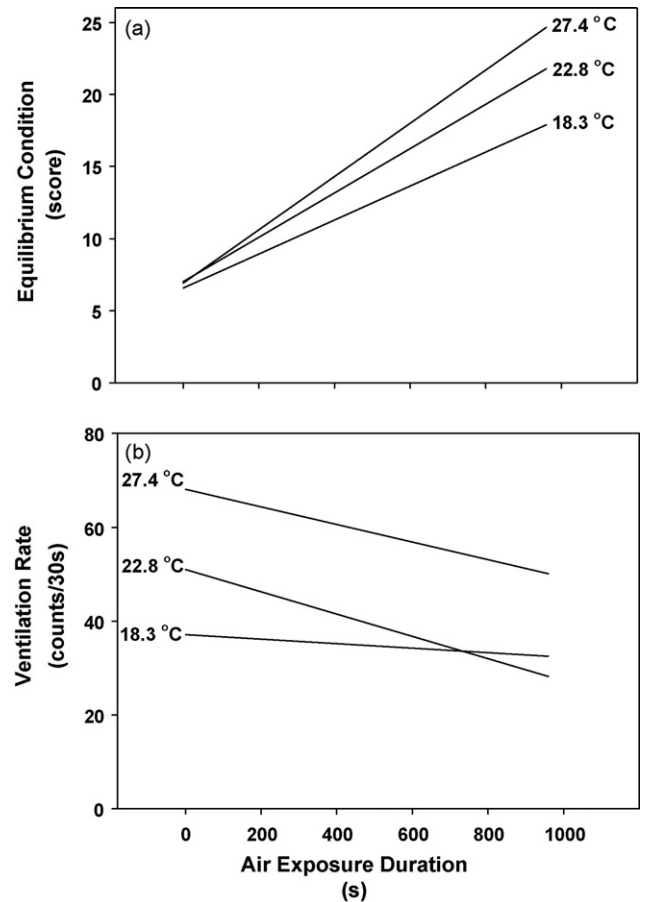 (a)
27.4 °C
22.8 °C
18.3 °C
25
20
15
10
5
0
Equilibrium Condition
(score)
(b)
27.4 °C
22.8 °C
18.3 °C
80
60
40
20
0
Ventilation Rate
(counts/30s)
0 200 400 600 800 1000
Air Exposure Duration
(s)